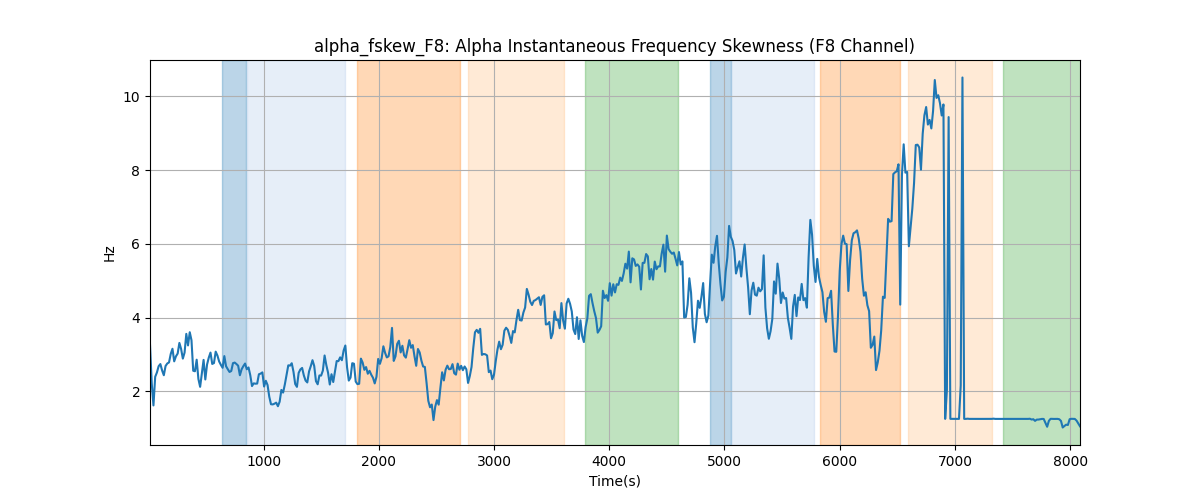 alpha_fskew_F8: Alpha Instantaneous Frequency Skewness (F8 Channel)
10
8
6
4
2
Hz
1000 2000 3000 4000 5000 6000 7000 8000
Time(s)